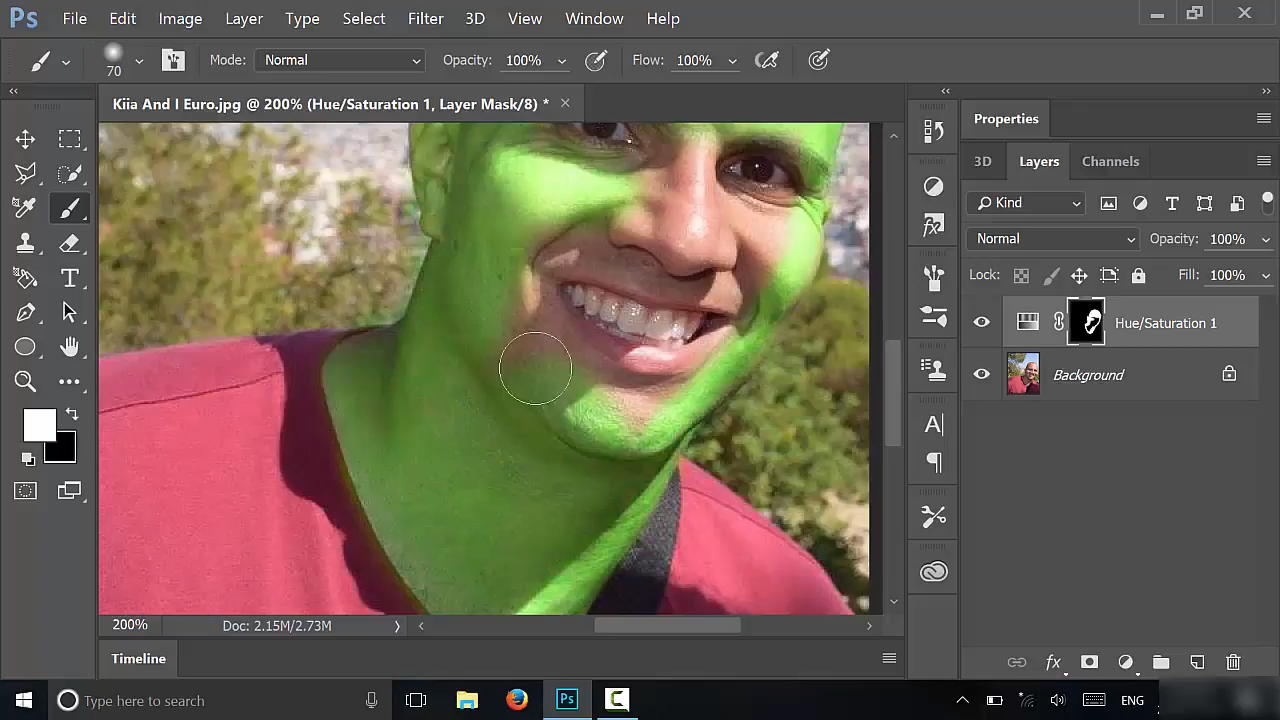 Ps File Edit Image Layer Type Select Filter 3D View Window Help
70 Mode: Normal Opacity: 100% Flow: 100%
Kiia And I Euro.jpg @ 200% (Hue/Saturation 1, Layer Mask/8) *
Properties
3D Layers Channels
Kind
Normal Opacity: 100%
Lock: Fill: 100%
Hue/Saturation 1
Background
200% Doc: 2.15M/2.73M
Timeline
fx
Type here to search Ps ENG